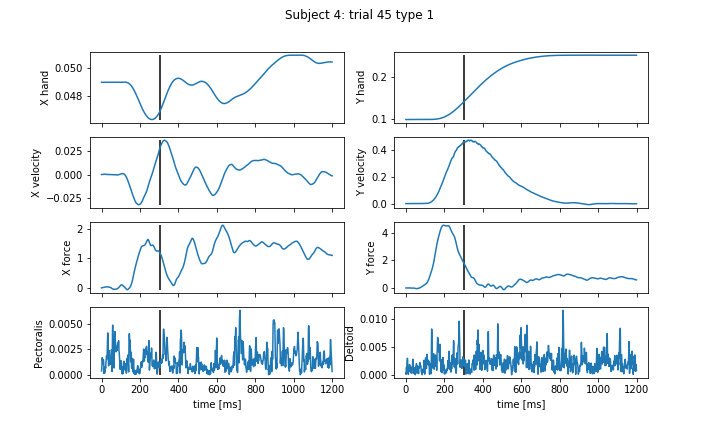 Subject 4: trial 45 type 1
X hand
0.050
0.048
Y hand
0.2
0.1
X velocity
0.025
0.000
−0.025
Y velocity
0.4
0.2
0.0
X force
2
1
0
Y force
4
2
0
Pectoralis
0.0050
0.0025
0.0000
0 200 400 600 800 1000 1200
time [ms]
Deltoid
0.010
0.005
0.000
0 200 400 600 800 1000 1200
time [ms]